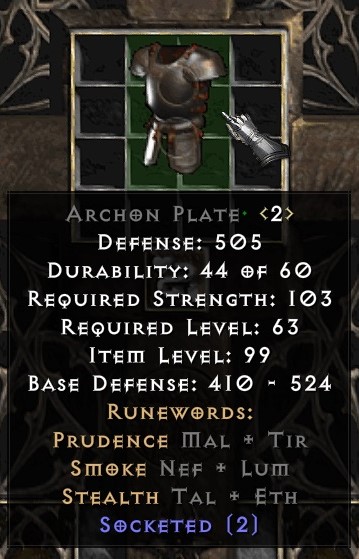 Archon Plate <2>
Defense: 505
Durability: 44 of 60
Required Strength: 103
Required Level: 63
Item Level: 99
Base Defense: 410 - 524
Runewords:
Prudence Mal + Tir
Smoke Nef + Lum
Stealth Tal + Eth
Socketed (2)